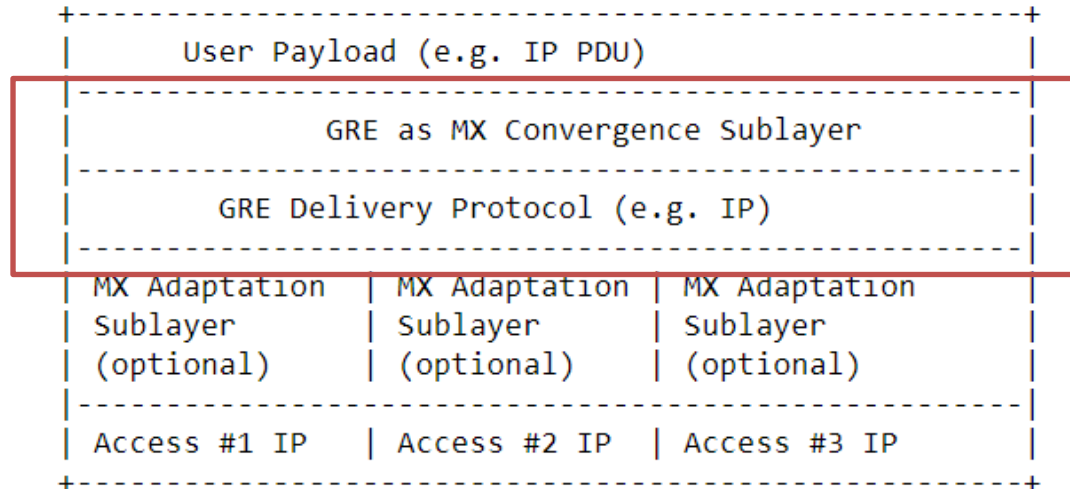 +-----------------------------------------------------+
| User Payload (e.g. IP PDU) |
|-----------------------------------------------------|
| GRE as MX Convergence Sublayer |
|-----------------------------------------------------|
| GRE Delivery Protocol (e.g. IP) |
|-----------------------------------------------------|
| MX Adaptation | MX Adaptation | MX Adaptation |
| Sublayer | Sublayer | Sublayer |
| (optional) | (optional) | (optional) |
|-----------------------------------------------------|
| Access #1 IP | Access #2 IP | Access #3 IP |
+-----------------------------------------------------+